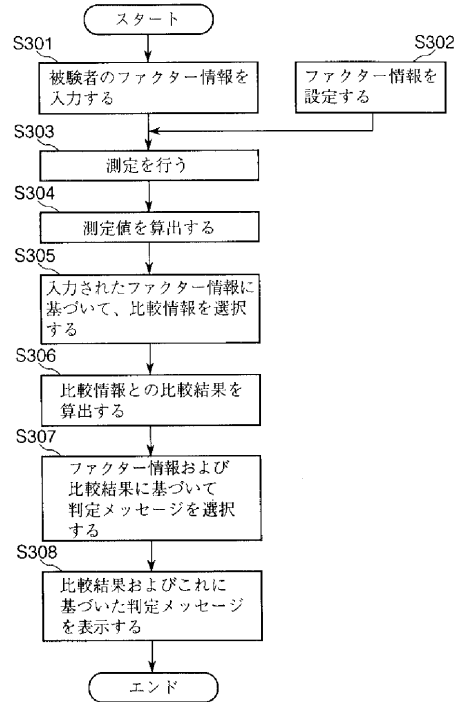 スタート
S301
被験者のファクター情報を
入力する
S302
ファクター情報を
設定する
S303
測定を行う
S304
測定値を算出する
S305
入力されたファクター情報に
基づいて、比較情報を選択
する
S306
比較情報との比較結果を
算出する
S307
ファクター情報および
比較結果に基づいて
判定メッセージを選択
する
S308
比較結果およびこれに
基づいた判定メッセージ
を表示する
エンド